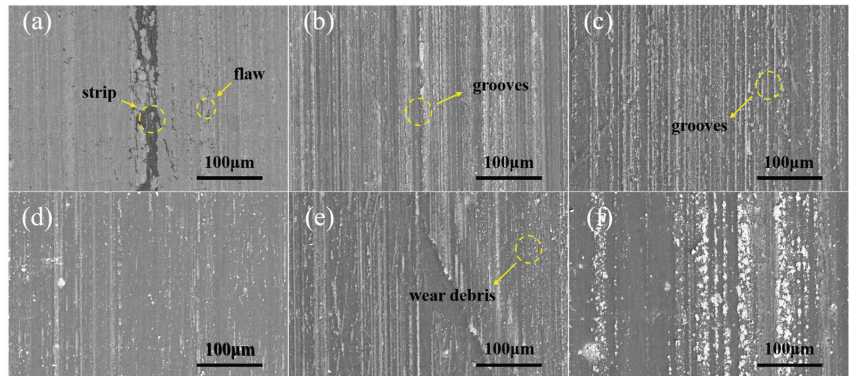 (a)
flaw
strip
100μm
(b)
grooves
100μm
(c)
grooves
100μm
(d)
100μm
(e)
wear debris
100μm
(f)
100μm